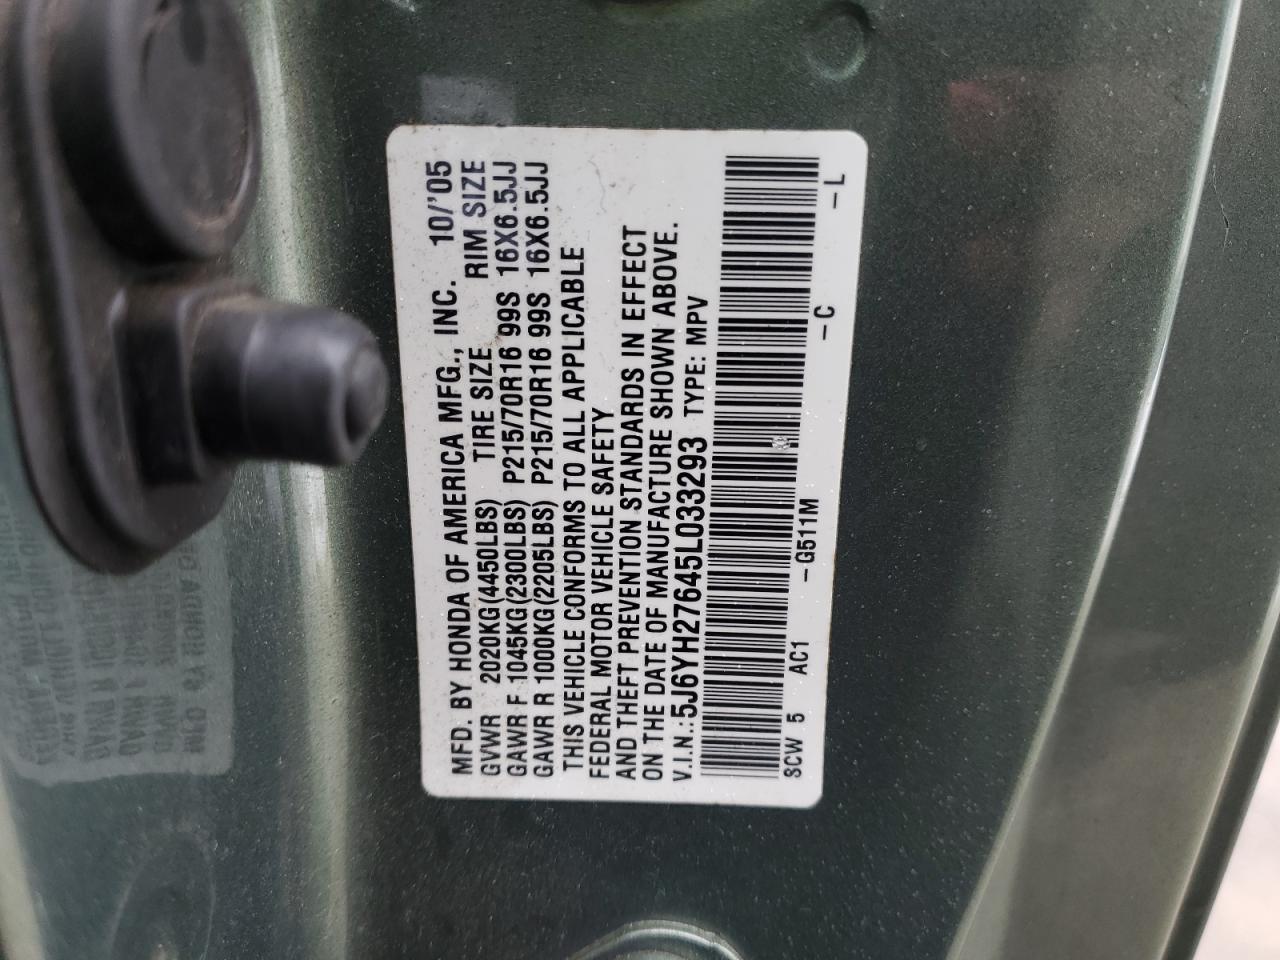 MFD. BY HONDA OF AMERICA MFG., INC. 10/'05
GVWR 2020KG(4450LBS) TIRE SIZE RIM SIZE
GAWR F 1045KG(2300LBS) P215/70R16 99S 16X6.5JJ
GAWR R 1000KG(2205LBS) P215/70R16 99S 16X6.5JJ
THIS VEHICLE CONFORMS TO ALL APPLICABLE
FEDERAL MOTOR VEHICLE SAFETY
AND THEFT PREVENTION STANDARDS IN EFFECT
ON THE DATE OF MANUFACTURE SHOWN ABOVE.
V.I.N.:5J6YH27645L033293 TYPE: MPV
SCW 5 AC1 -G511M -C -L